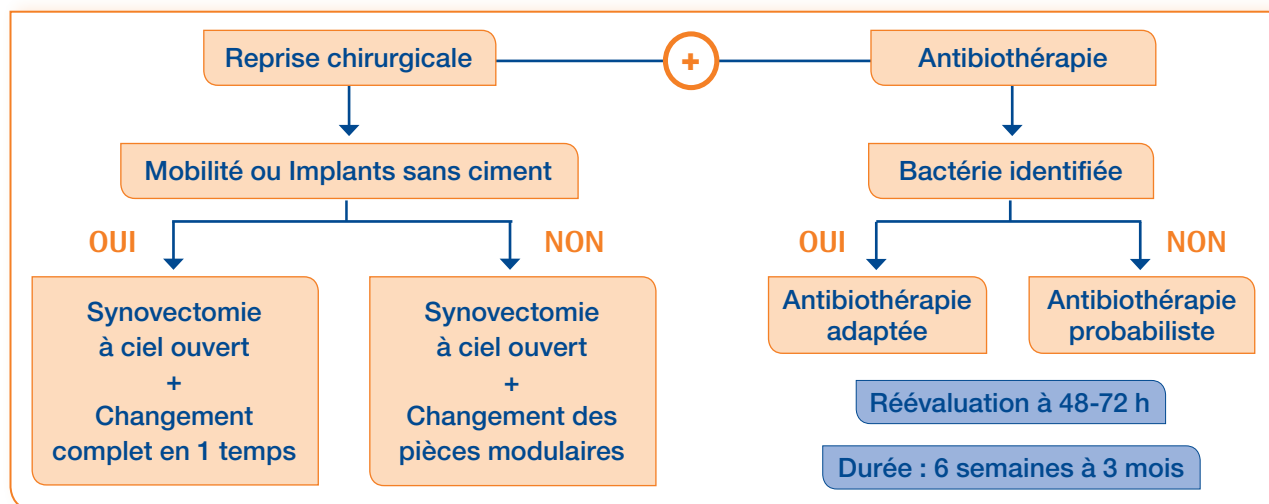 Reprise chirurgicale
+
Antibiothérapie
Mobilité ou Implants sans ciment
Bactérie identifiée
OUI
NON
OUI
NON
Synovectomie
à ciel ouvert
+
Changement
complet en 1 temps
Synovectomie
à ciel ouvert
+
Changement des
pièces modulaires
Antibiothérapie
adaptée
Antibiothérapie
probabiliste
Réévaluation à 48-72 h
Durée : 6 semaines à 3 mois